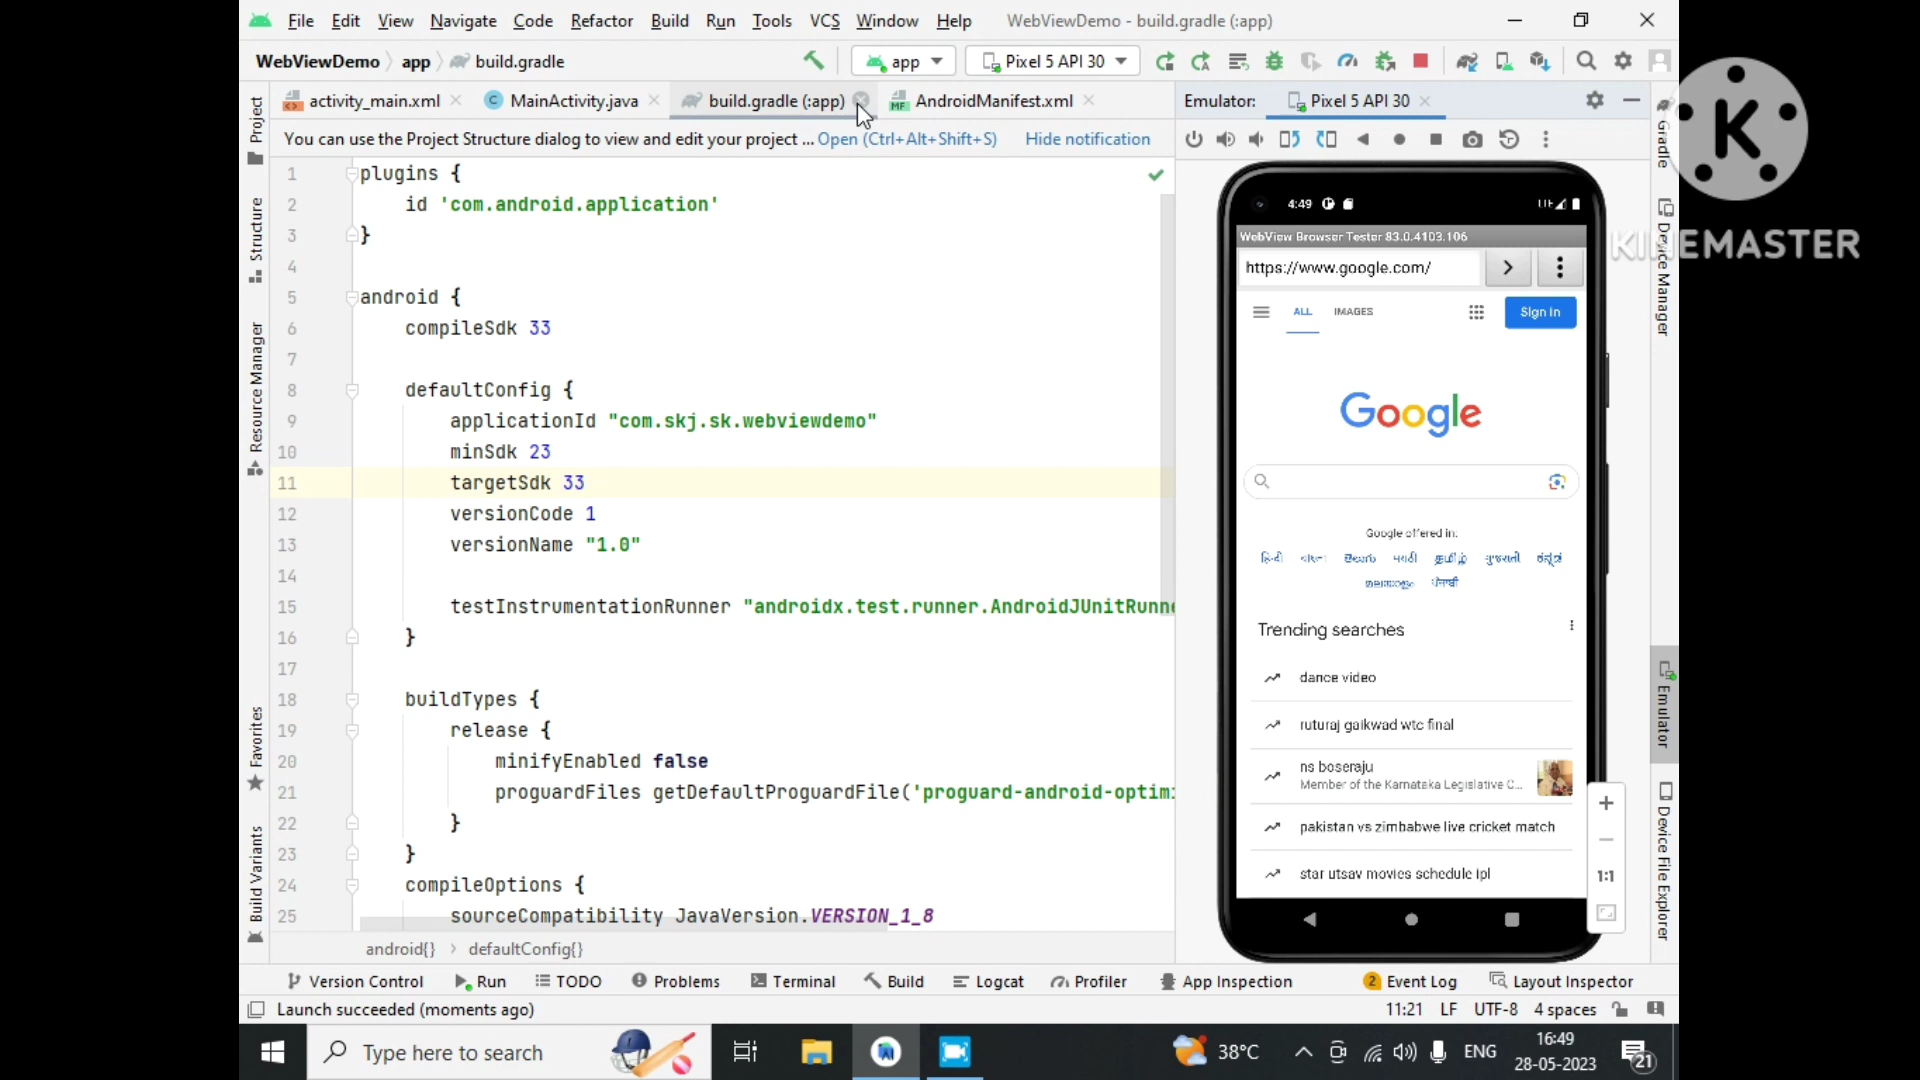 File Edit View Navigate Code Refactor Build Run Tools VCS Window Help WebViewDemo - build.gradle (:app)
WebViewDemo app build.gradle app Pixel 5 API 30
activity_main.xml MainActivity.java build.gradle (:app) AndroidManifest.xml Emulator: Pixel 5 API 30
You can use the Project Structure dialog to view and edit your project ... Open (Ctrl+Alt+Shift+S) Hide notification
1 plugins {
2 id 'com.android.application'
3 }
4
5 android {
6 compileSdk 33
7
8 defaultConfig {
9 applicationId "com.skj.sk.webviewdemo"
10 minSdk 23
11 targetSdk 33
12 versionCode 1
13 versionName "1.0"
14
15 testInstrumentationRunner "androidx.test.runner.AndroidJUnitRunne
16 }
17
18 buildTypes {
19 release {
20 minifyEnabled false
21 proguardFiles getDefaultProguardFile('proguard-android-optim
22 }
23 }
24 compileOptions {
25 sourceCompatibility JavaVersion.VERSION_1_8
android{} defaultConfig{}
Project
Structure
Resource Manager
Favorites
Build Variants
4:49 LTE
WebView Browser Tester 83.0.4103.106
https://www.google.com/
ALL IMAGES Sign in
Google
Google offered in:
हिन्दी বাংলা తెలుగు मराठी தமிழ் ગુજરાતી ಕನ್ನಡ
മലയാളം ਪੰਜਾਬੀ
Trending searches
dance video
ruturaj gaikwad wtc final
ns boseraju
Member of the Karnataka Legislative C...
pakistan vs zimbabwe live cricket match
star utsav movies schedule ipl
1:1
Gradle
Device Manager
Emulator
Device File Explorer
K
KINEMASTER
Version Control Run TODO Problems Terminal Build Logcat Profiler App Inspection 2 Event Log Layout Inspector
Launch succeeded (moments ago) 11:21 LF UTF-8 4 spaces
Type here to search 38°C ENG 16:49
28-05-2023 21